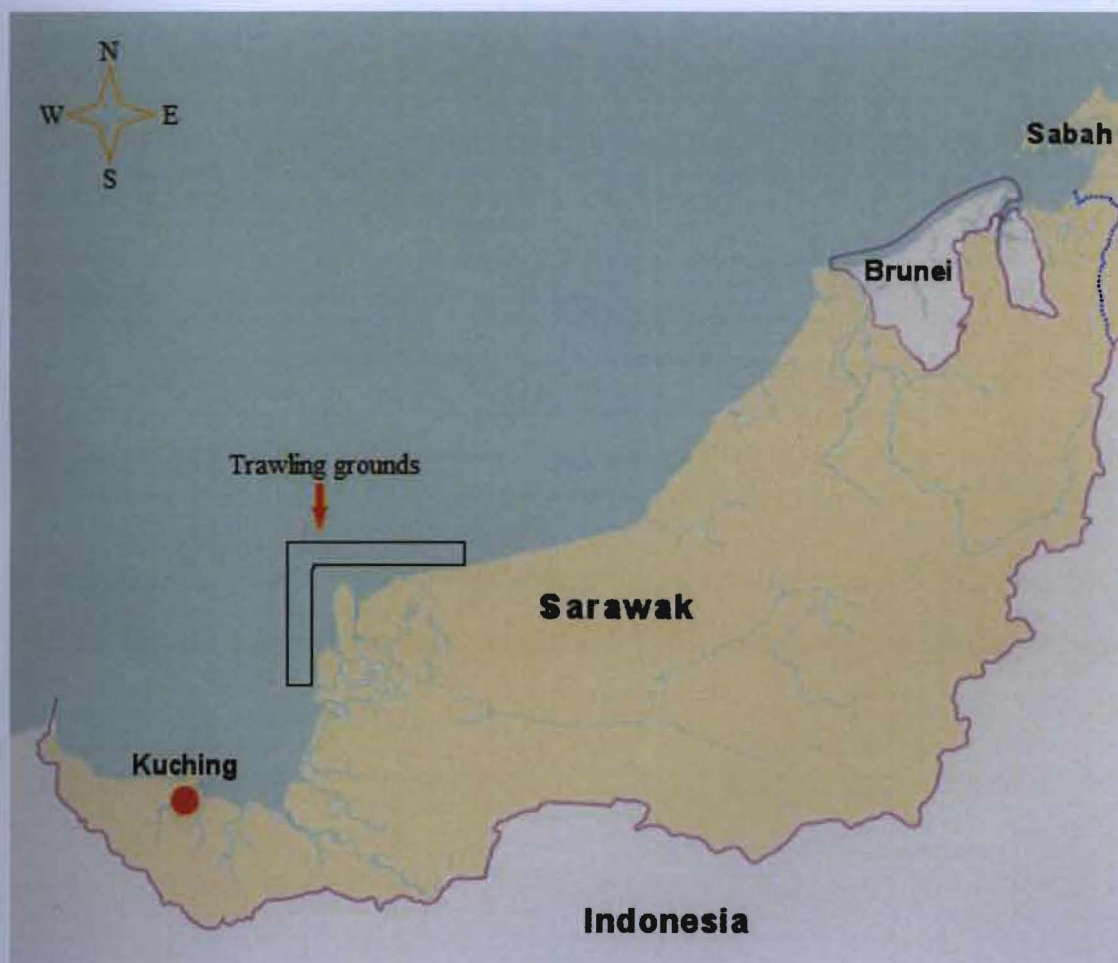 N
W E
S
Sabah
Brunei
Trawling grounds
Sarawak
Kuching
Indonesia